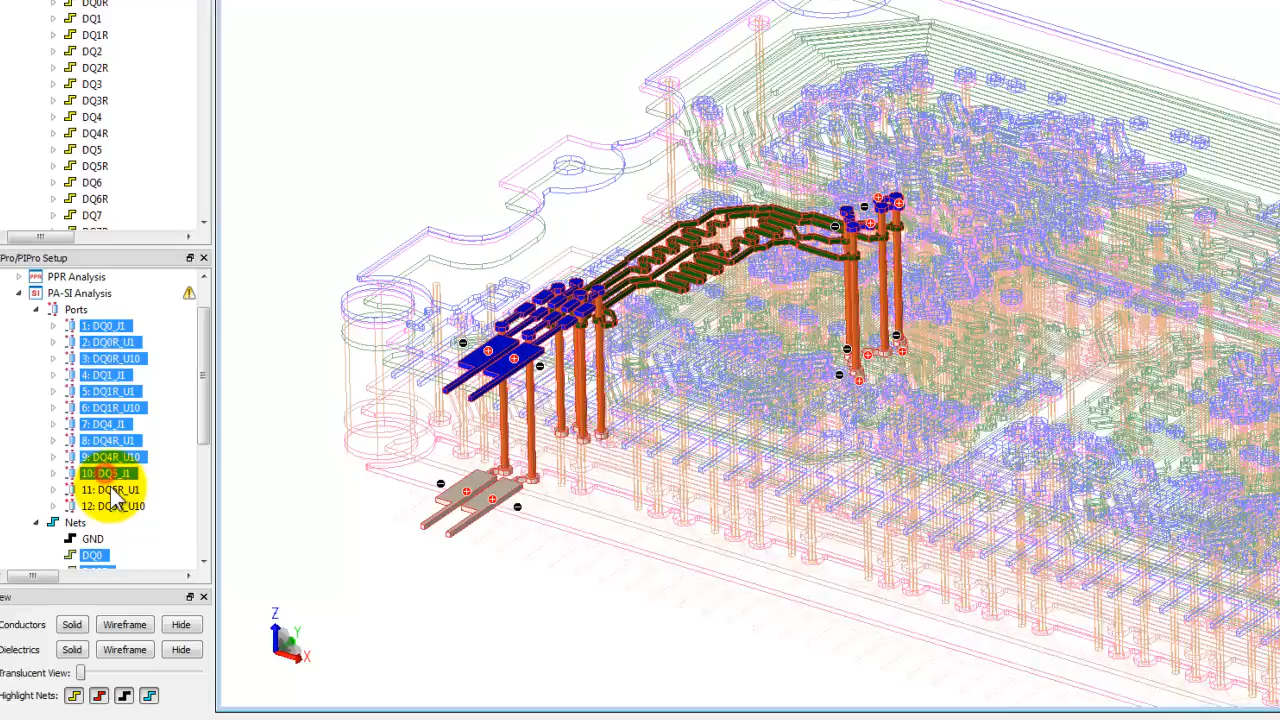 DQ0R
DQ1
DQ1R
DQ2
DQ2R
DQ3
DQ3R
DQ4
DQ4R
DQ5
DQ5R
DQ6
DQ6R
DQ7
Pro/PIPro Setup
PPR PPR Analysis
SI PA-SI Analysis
Ports
1: DQ0_J1
2: DQ0R_U1
3: DQ0R_U10
4: DQ1_J1
5: DQ1R_U1
6: DQ1R_U10
7: DQ4_J1
8: DQ4R_U1
9: DQ4R_U10
10: DQ5_J1
11: DQ5R_U1
12: DQ5R_U10
Nets
GND
DQ0
ew
Conductors Solid Wireframe Hide
Dielectrics Solid Wireframe Hide
Translucent View:
Highlight Nets:
Z
Y
X